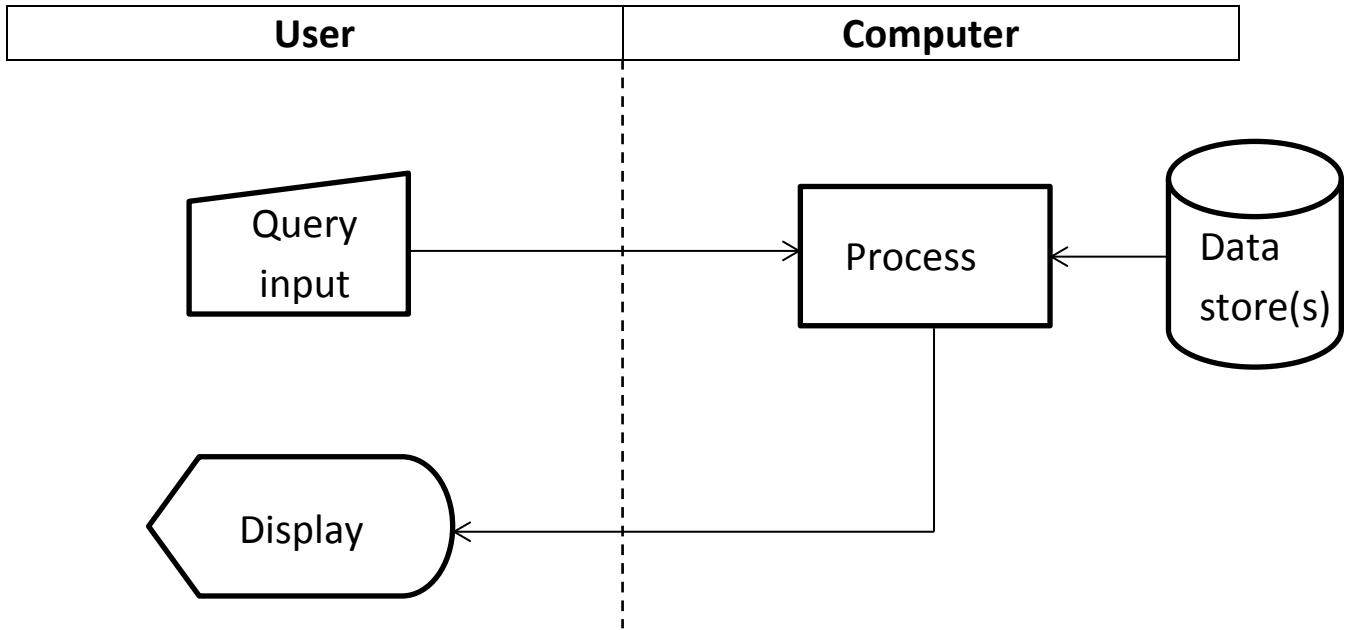 User
Computer
Query
input
Process
Data
store(s)
Display